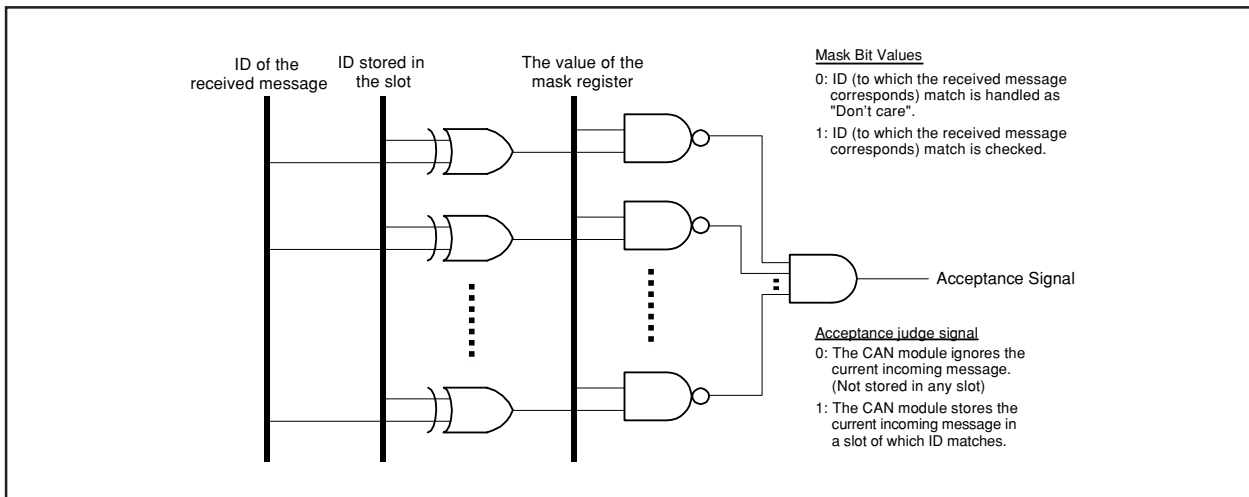 ID of the
received message
ID stored in
the slot
The value of the
mask register
Mask Bit Values
0: ID (to which the received message
corresponds) match is handled as
"Don't care".
1: ID (to which the received message
corresponds) match is checked.
Acceptance Signal
Acceptance judge signal
0: The CAN module ignores the
current incoming message.
(Not stored in any slot)
1: The CAN module stores the
current incoming message in
a slot of which ID matches.